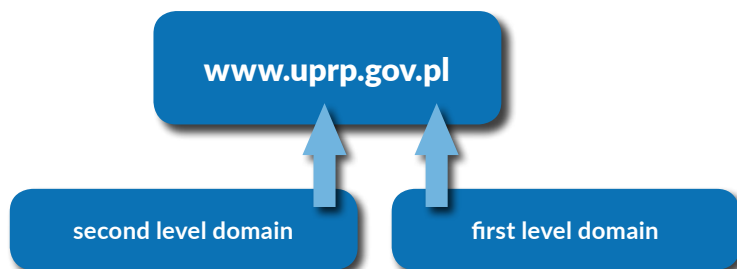 www.uprp.gov.pl
second level domain
first level domain